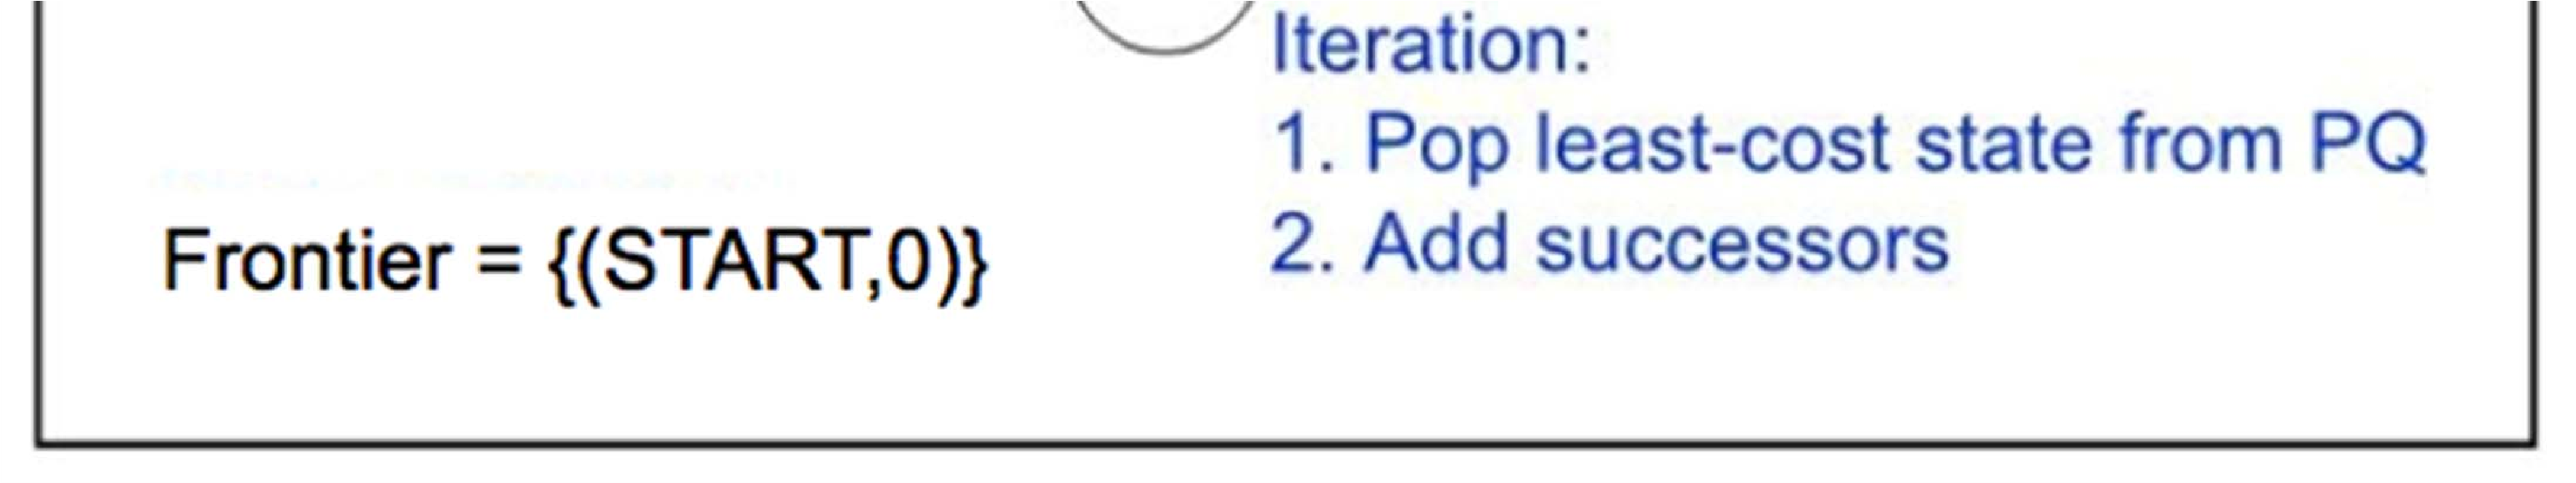 Iteration:
1. Pop least-cost state from PQ
2. Add successors
Frontier = {(START,0)}